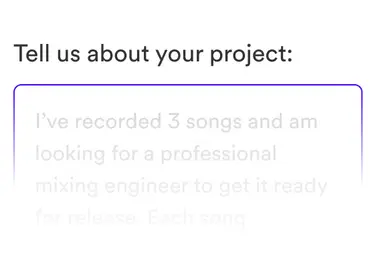 Tell us about your project:
I've recorded 3 songs and am
looking for a professional
mixing engineer to get it ready
for release. Each song